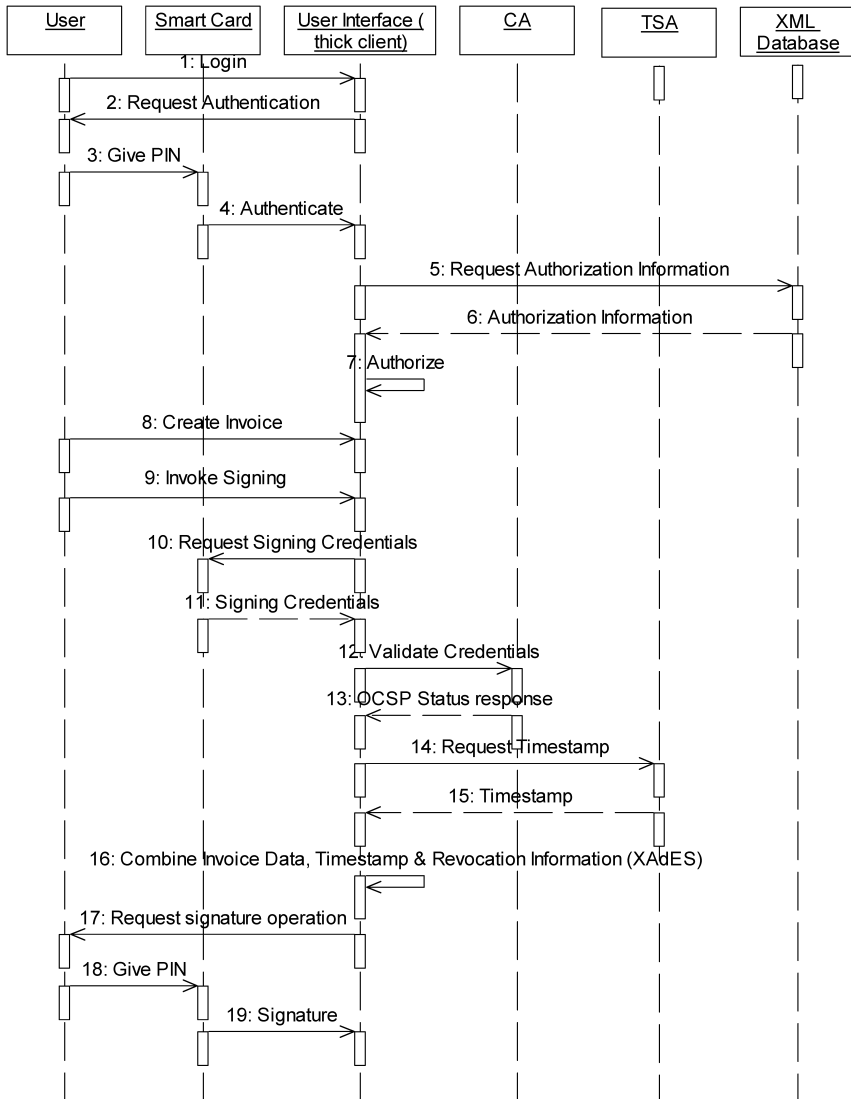 User
Smart Card
User Interface (
thick client)
CA
TSA
XML
Database
1: Login
2: Request Authentication
3: Give PIN
4: Authenticate
5: Request Authorization Information
6: Authorization Information
7: Authorize
8: Create Invoice
9: Invoke Signing
10: Request Signing Credentials
11: Signing Credentials
12: Validate Credentials
13: OCSP Status response
14: Request Timestamp
15: Timestamp
16: Combine Invoice Data, Timestamp & Revocation Information (XAdES)
17: Request signature operation
18: Give PIN
19: Signature